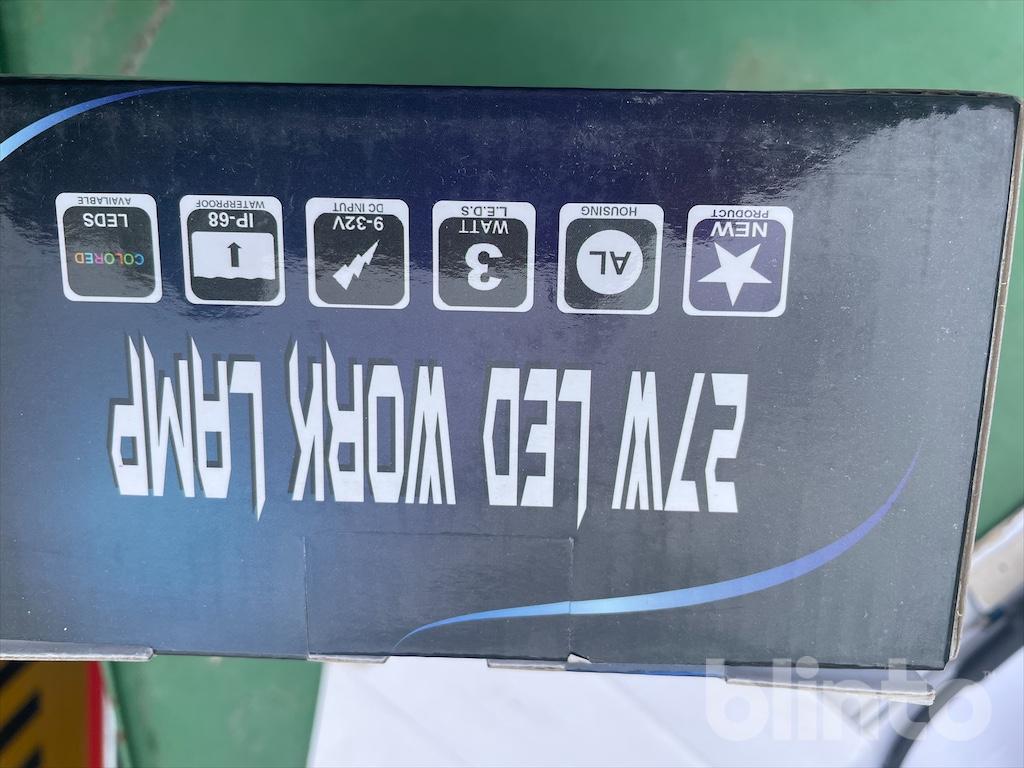 27W LED WORK LAMP
NEW
PRODUCT
AL
HOUSING
3
WATT
L.E.D.S
9-32V
DC INPUT
IP-68
WATERPROOF
COLORED
LEDS
AVAILABLE
blinto